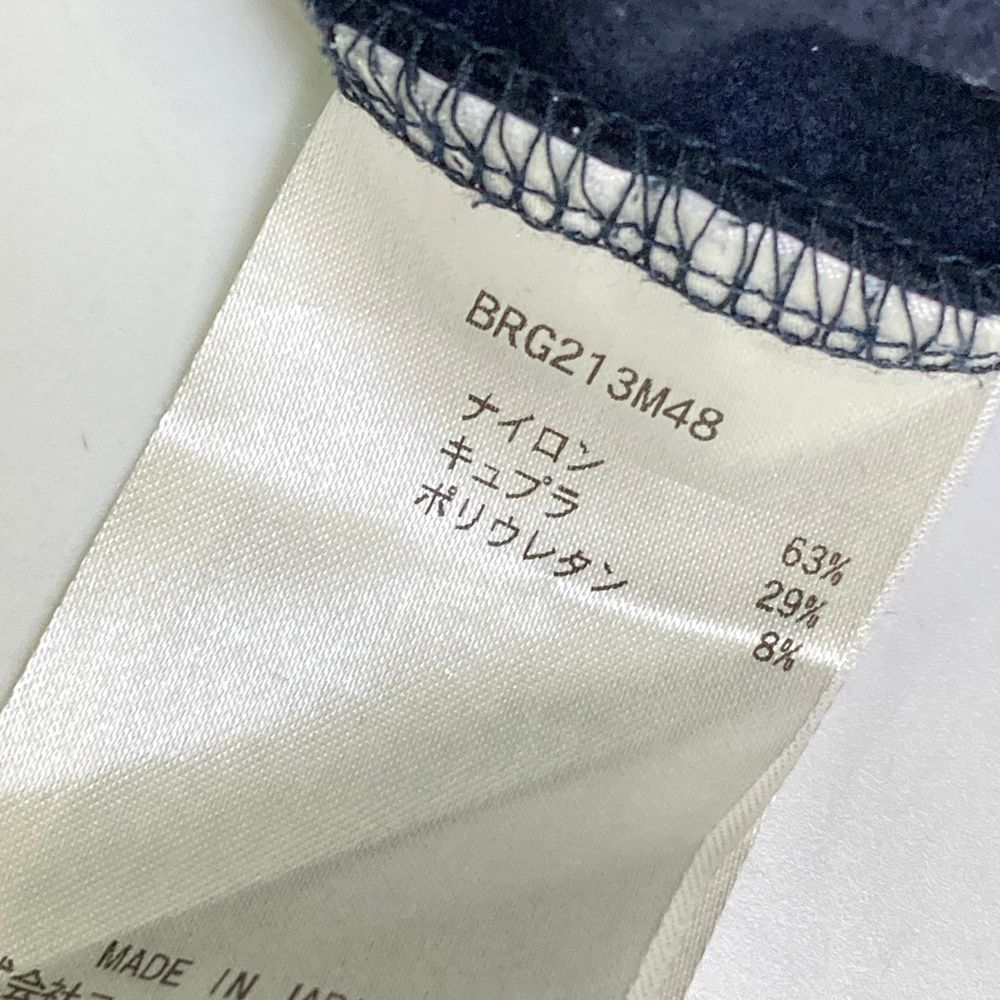 BRG213M48
ナイロン 63%
キュプラ 29%
ポリウレタン 8%
MADE IN